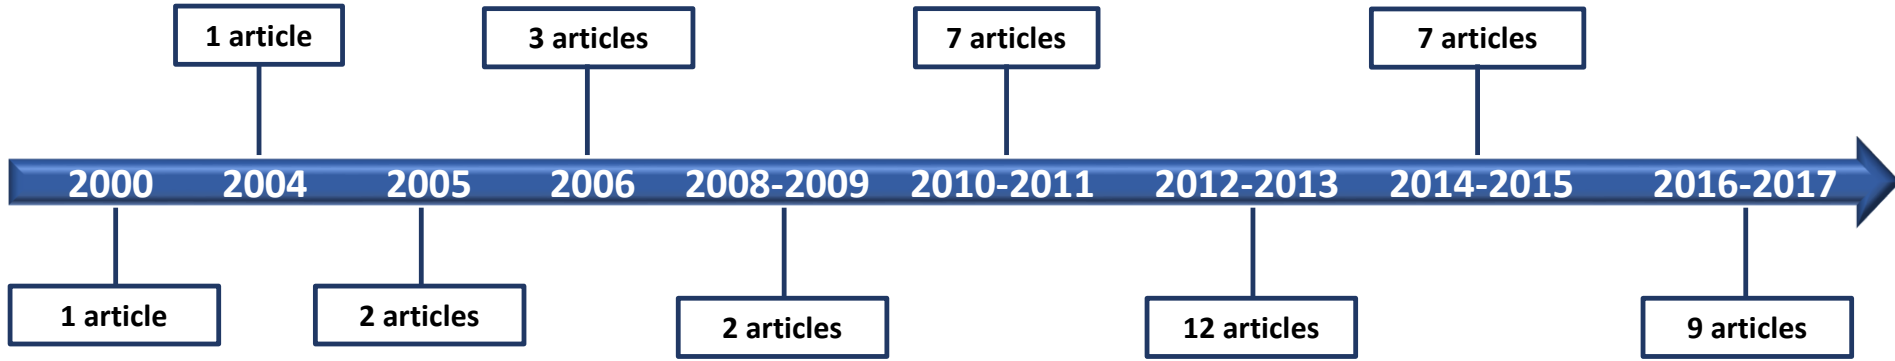 1 article
3 articles
7 articles
7 articles
2000 2004 2005 2006 2008-2009 2010-2011 2012-2013 2014-2015 2016-2017
1 article
2 articles
2 articles
12 articles
9 articles